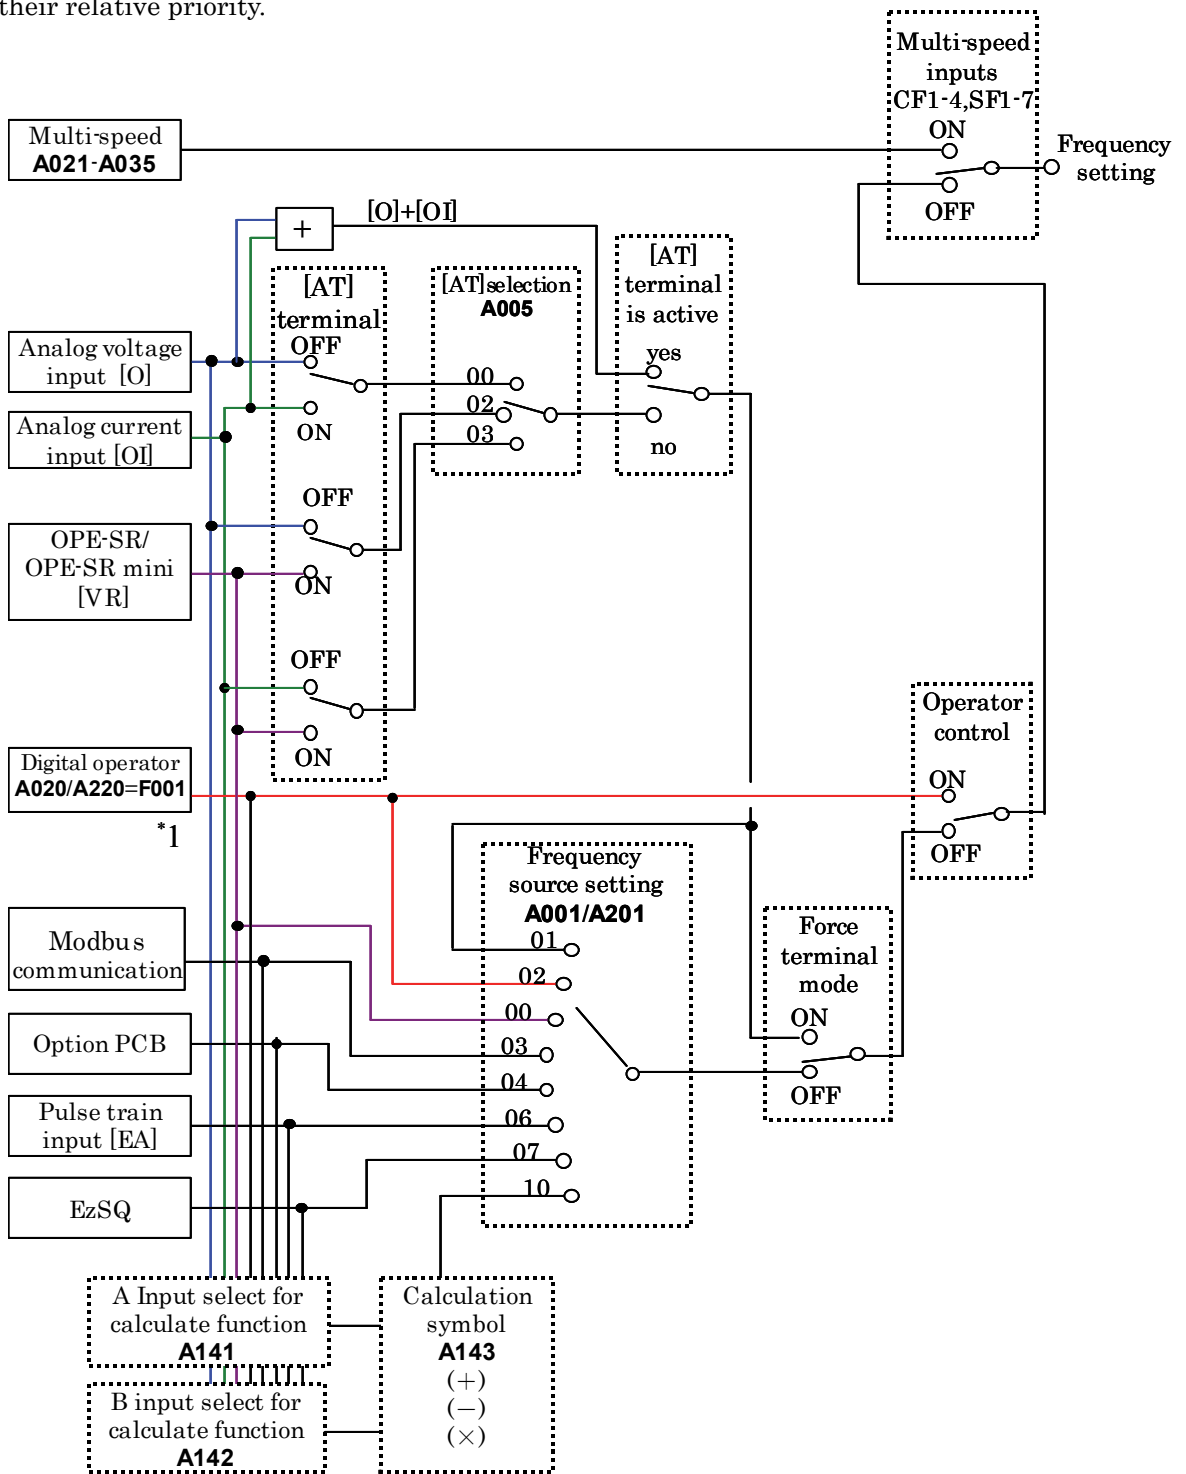 their relative priority.
Multi-speed
inputs
CF1-4,SF1-7
ON
OFF
Frequency
setting
Multi-speed
A021-A035
+
[O]+[OI]
[AT]
terminal
OFF
ON
OFF
ON
OFF
ON
[AT]selection
A005
00
02
03
[AT]
terminal
is active
yes
no
Analog voltage
input [O]
Analog current
input [OI]
OPE-SR/
OPE-SR mini
[VR]
Digital operator
A020/A220=F001
*1
Operator
control
ON
OFF
Frequency
source setting
A001/A201
01
02
00
03
04
06
07
10
Force
terminal
mode
ON
OFF
Modbus
communication
Option PCB
Pulse train
input [EA]
EzSQ
A Input select for
calculate function
A141
B input select for
calculate function
A142
Calculation
symbol
A143
(+)
(−)
(×)